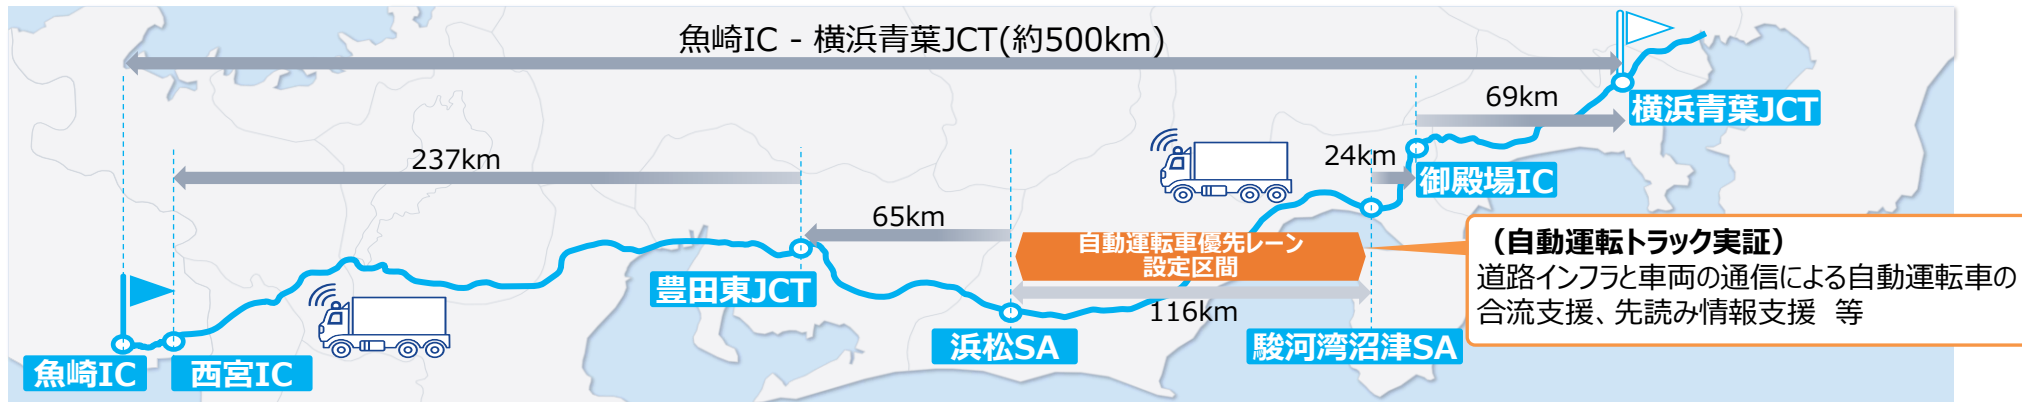 魚崎IC - 横浜青葉JCT(約500km)
69km
横浜青葉JCT
237km
24km
御殿場IC
65km
自動運転車優先レーン
設定区間
（自動運転トラック実証）
道路インフラと車両の通信による自動運転車の
合流支援、先読み情報支援　等
豊田東JCT
116km
浜松SA
駿河湾沼津SA
魚崎IC
西宮IC